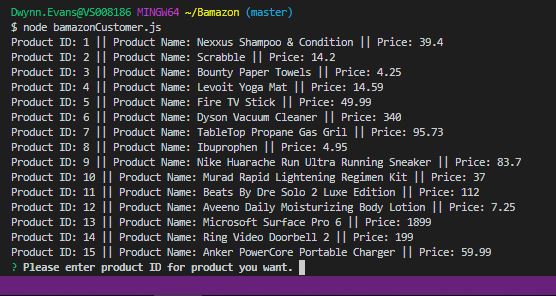 Dwynn.Evans@VS008186 MINGW64 ~/Bamazon (master)
$ node bamazonCustomer.js
Product ID: 1 || Product Name: Nexxus Shampoo & Condition || Price: 39.4
Product ID: 2 || Product Name: Scrabble || Price: 14.2
Product ID: 3 || Product Name: Bounty Paper Towels || Price: 4.25
Product ID: 4 || Product Name: Levoit Yoga Mat || Price: 14.59
Product ID: 5 || Product Name: Fire TV Stick || Price: 49.99
Product ID: 6 || Product Name: Dyson Vacuum Cleaner || Price: 340
Product ID: 7 || Product Name: TableTop Propane Gas Gril || Price: 95.73
Product ID: 8 || Product Name: Ibuprophen || Price: 4.95
Product ID: 9 || Product Name: Nike Huarache Run Ultra Running Sneaker || Price: 83.7
Product ID: 10 || Product Name: Murad Rapid Lightening Regimen Kit || Price: 37
Product ID: 11 || Product Name: Beats By Dre Solo 2 Luxe Edition || Price: 112
Product ID: 12 || Product Name: Aveeno Daily Moisturizing Body Lotion || Price: 7.25
Product ID: 13 || Product Name: Microsoft Surface Pro 6 || Price: 1899
Product ID: 14 || Product Name: Ring Video Doorbell 2 || Price: 199
Product ID: 15 || Product Name: Anker PowerCore Portable Charger || Price: 59.99
? Please enter product ID for product you want.